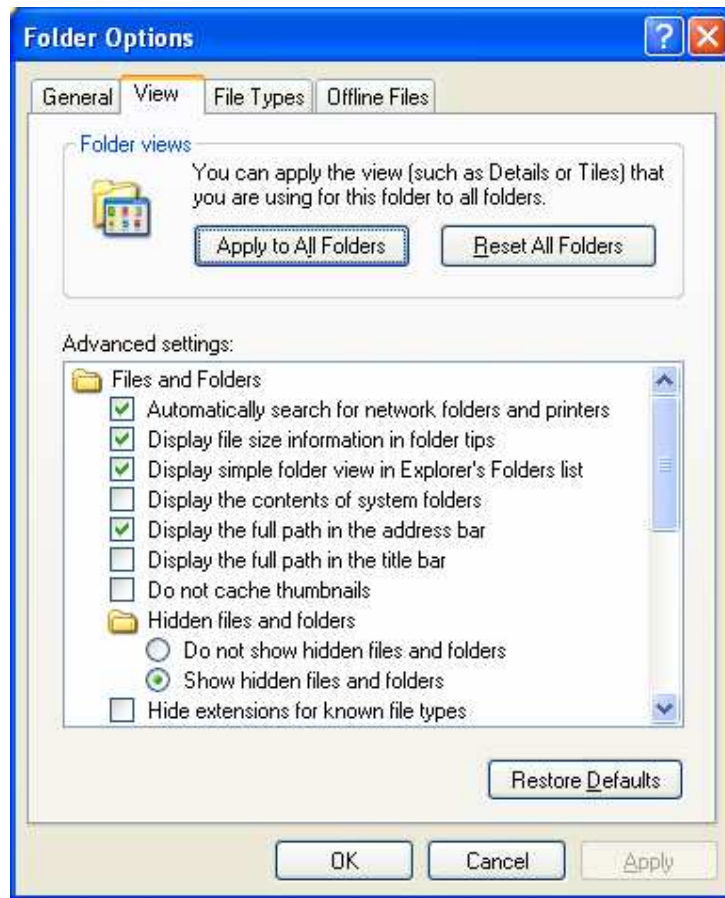 Folder Options
General View File Types Offline Files
Folder views
You can apply the view (such as Details or Tiles) that
you are using for this folder to all folders.
Apply to All Folders Reset All Folders
Advanced settings:
Files and Folders
Automatically search for network folders and printers
Display file size information in folder tips
Display simple folder view in Explorer's Folders list
Display the contents of system folders
Display the full path in the address bar
Display the full path in the title bar
Do not cache thumbnails
Hidden files and folders
Do not show hidden files and folders
Show hidden files and folders
Hide extensions for known file types
Restore Defaults
OK Cancel Apply